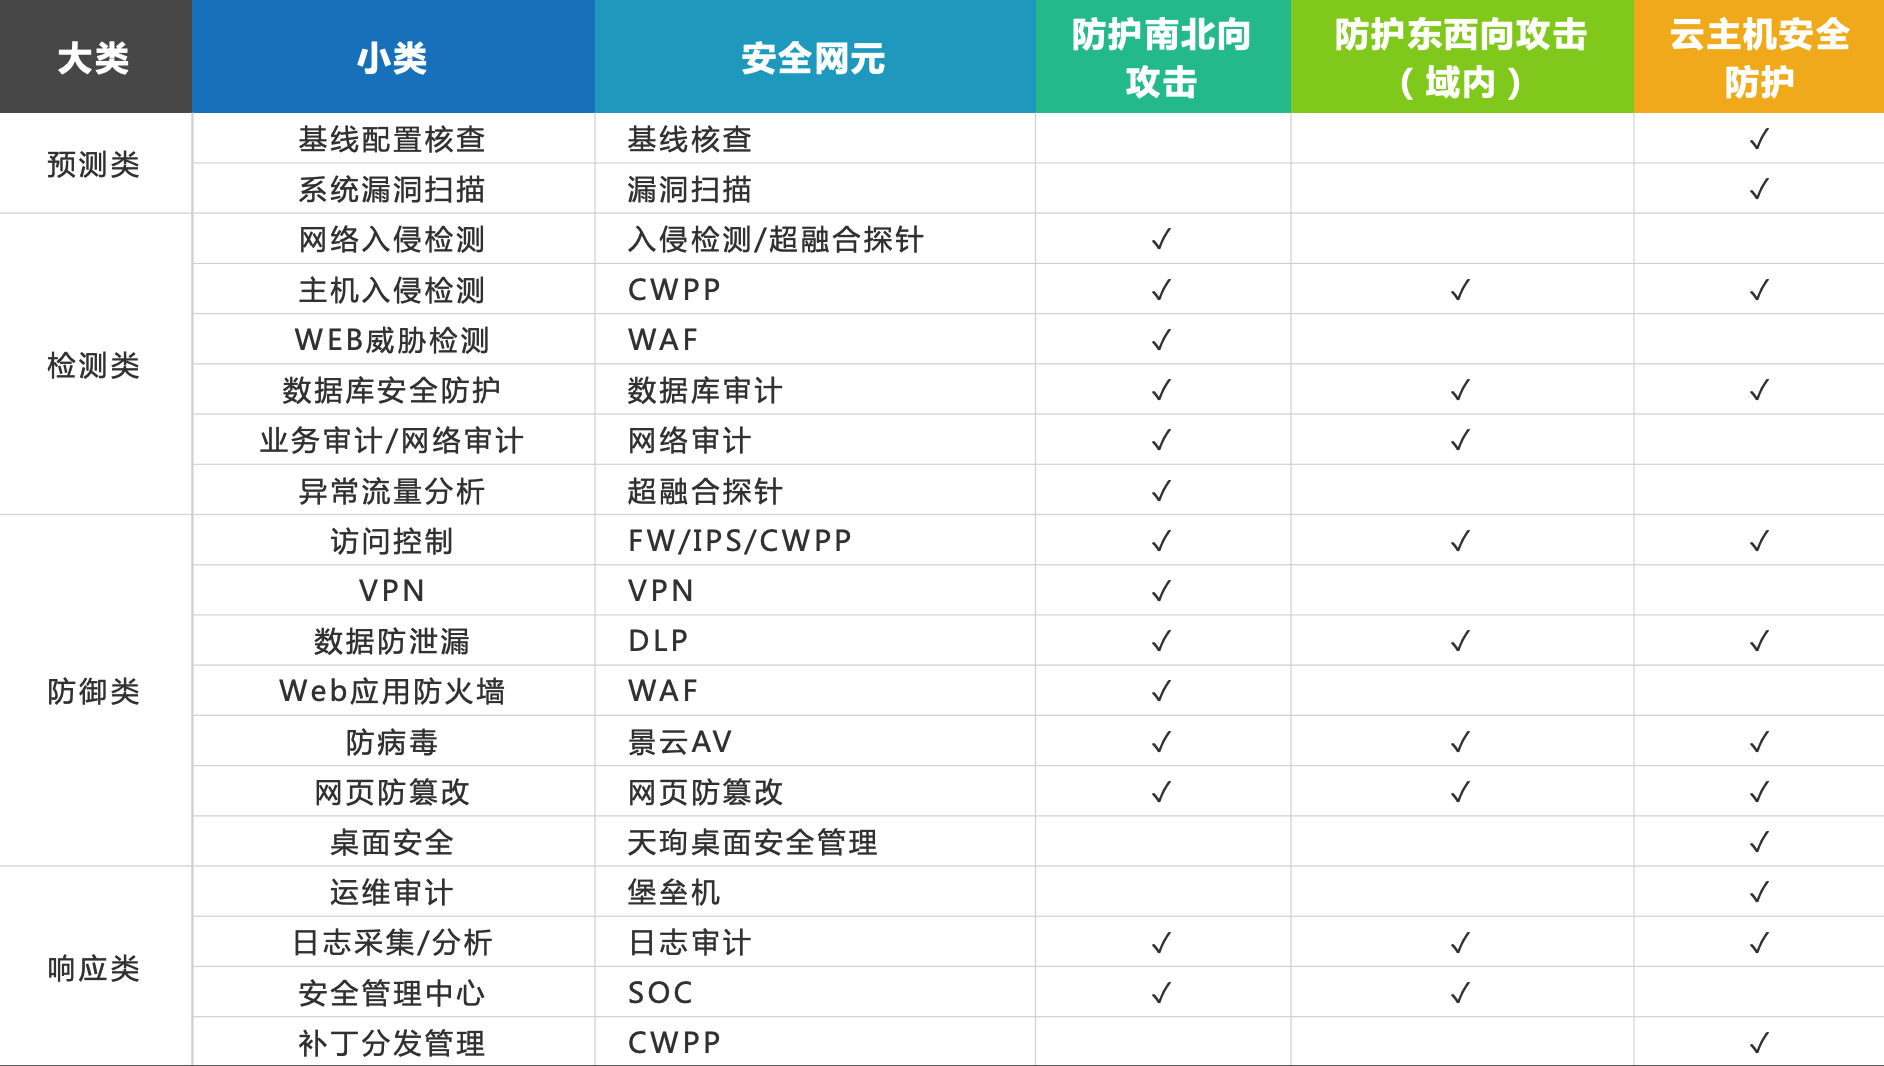 大类 小类 安全网元 防护南北向攻击 防护东西向攻击（域内） 云主机安全防护
预测类 基线配置核查 基线核查 ✓
系统漏洞扫描 漏洞扫描 ✓
检测类 网络入侵检测 入侵检测/超融合探针 ✓
主机入侵检测 CWPP ✓ ✓ ✓
WEB威胁检测 WAF ✓
数据库安全防护 数据库审计 ✓ ✓ ✓
业务审计/网络审计 网络审计 ✓ ✓
异常流量分析 超融合探针 ✓
防御类 访问控制 FW/IPS/CWPP ✓ ✓ ✓
VPN VPN ✓
数据防泄漏 DLP ✓ ✓ ✓
Web应用防火墙 WAF ✓
防病毒 景云AV ✓ ✓ ✓
网页防篡改 网页防篡改 ✓ ✓ ✓
桌面安全 天珣桌面安全管理 ✓
响应类 运维审计 堡垒机 ✓
日志采集/分析 日志审计 ✓ ✓ ✓
安全管理中心 SOC ✓ ✓
补丁分发管理 CWPP ✓